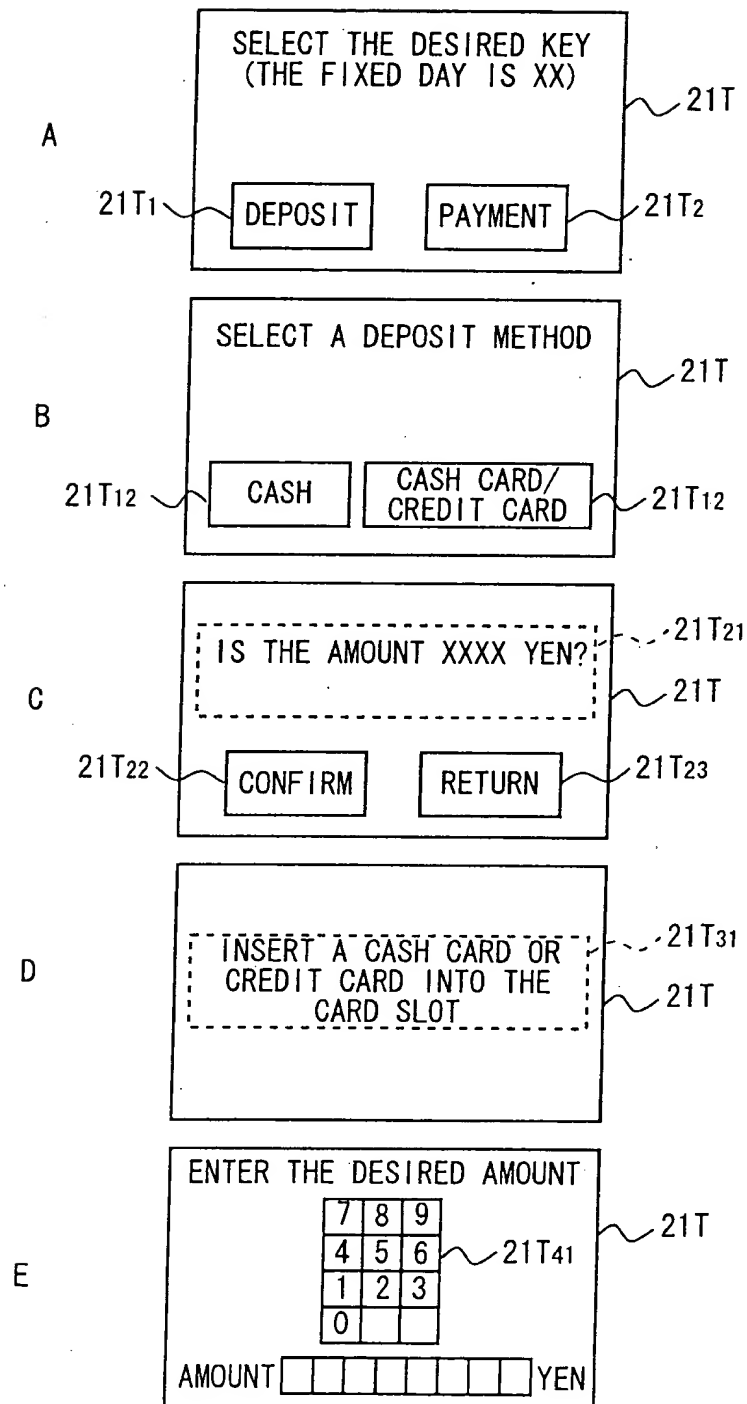 SELECT THE DESIRED KEY
(THE FIXED DAY IS XX)
21T
A
21T1
DEPOSIT
PAYMENT
21T2
SELECT A DEPOSIT METHOD
21T
B
21T12
CASH
CASH CARD/
CREDIT CARD
21T12
IS THE AMOUNT XXXX YEN?
21T21
21T
C
21T22
CONFIRM
RETURN
21T23
INSERT A CASH CARD OR
CREDIT CARD INTO THE
CARD SLOT
21T31
D
21T
ENTER THE DESIRED AMOUNT
7 8 9
21T
4 5 6
21T41
E
1 2 3
0
AMOUNT YEN